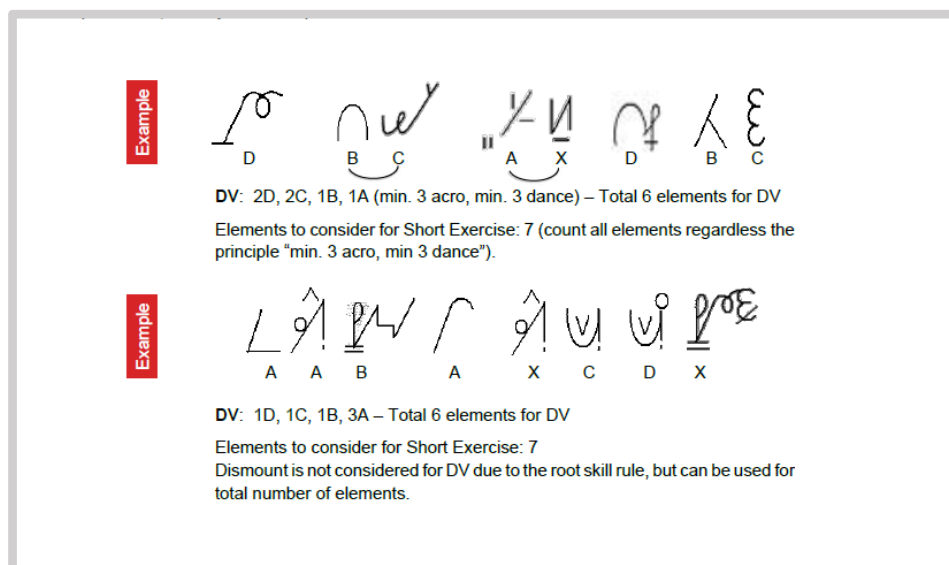 Example
D B C A X D B C
DV: 2D, 2C, 1B, 1A (min. 3 acro, min. 3 dance) – Total 6 elements for DV
Elements to consider for Short Exercise: 7 (count all elements regardless the
principle “min. 3 acro, min 3 dance”).
Example
A A B A X C D X
DV: 1D, 1C, 1B, 3A – Total 6 elements for DV
Elements to consider for Short Exercise: 7
Dismount is not considered for DV due to the root skill rule, but can be used for
total number of elements.